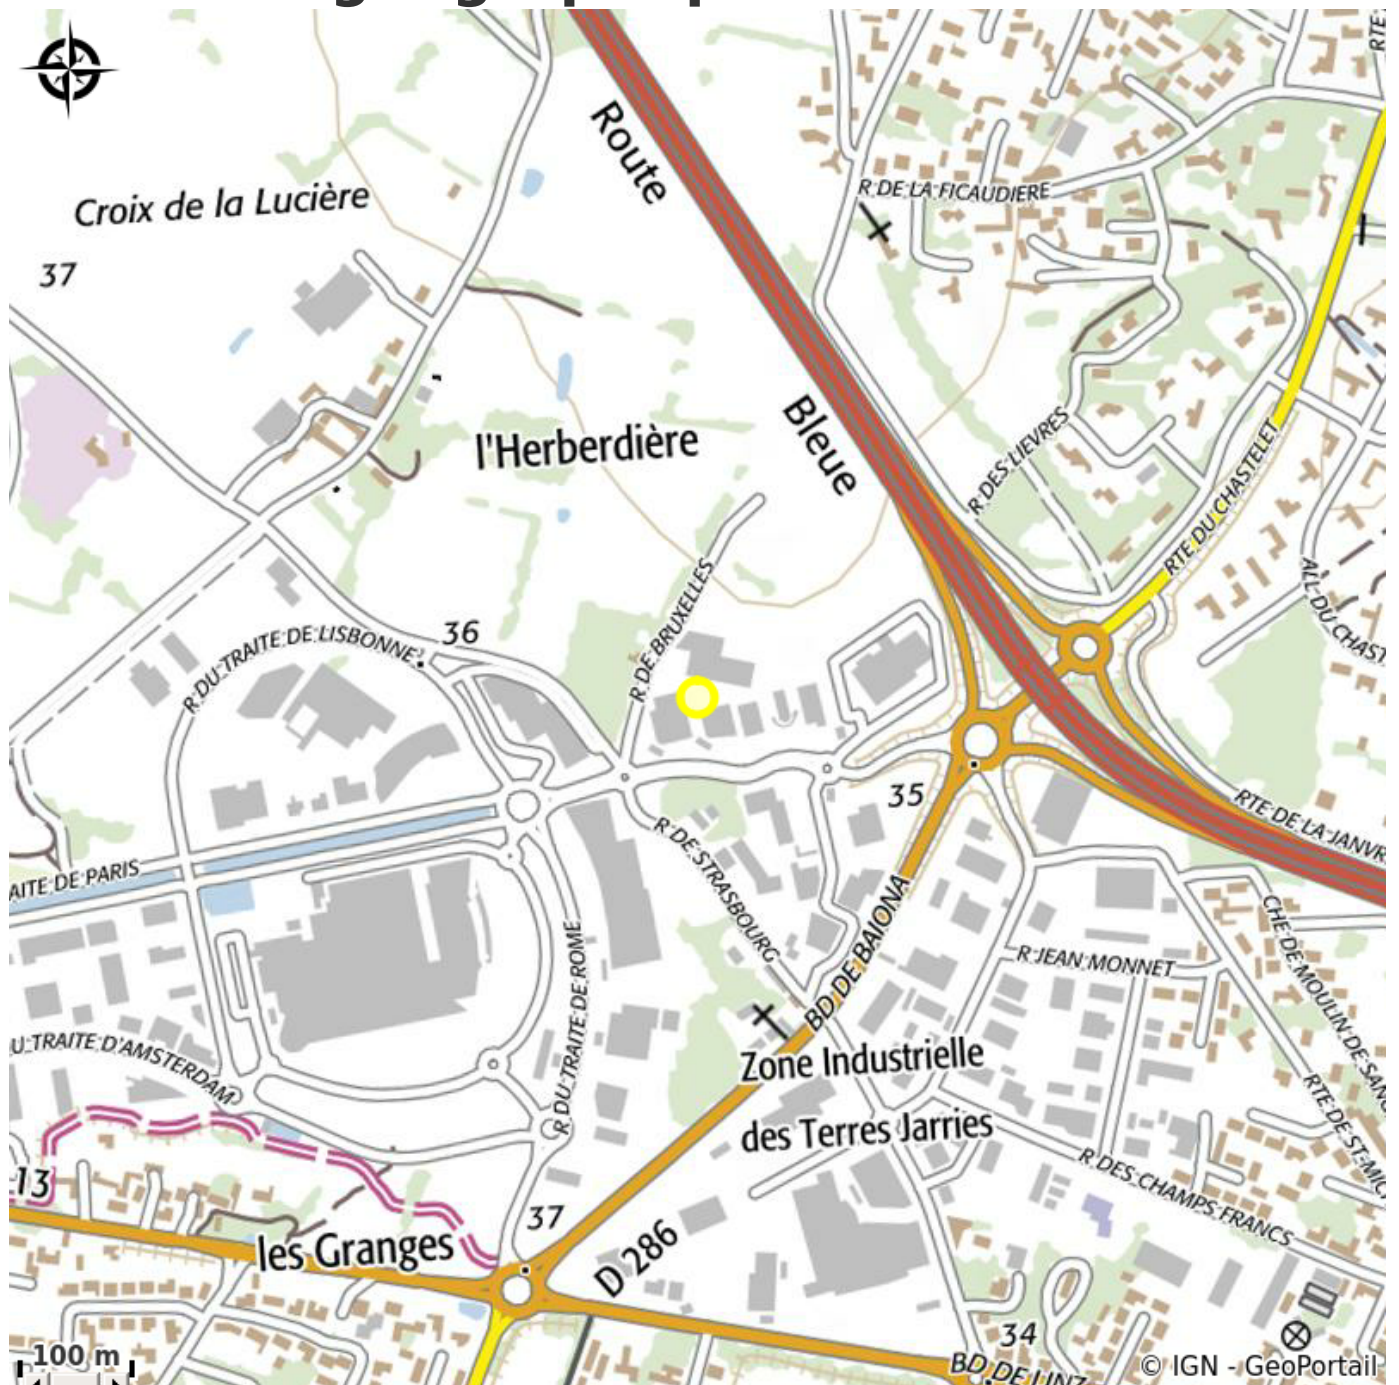 Route
R DE LA FICAUDIERE
RTE
Croix de la Lucière
37
Bleue
l'Herberdière
R DES LIEVRES
RTE DU CHASTELET
R DE BRUXELLES
ALL DU CHAST
36
R DU TRAITE DE LISBONNE
35
RTE DE LA JANVR
R DE STRASBOURG
AITE DE PARIS
BD DE BAIONA
CHE DE MOULIN DE SAN
R JEAN MONNET
R DU TRAITE DE ROME
U TRAITE D'AMSTERDAM
Zone Industrielle
des Terres Jarries
RTE DE ST-MIC
R DES CHAMPS FRANCS
13
37
les Granges
D 286
34
100 m
BD DE LINZ
© IGN - GeoPortail